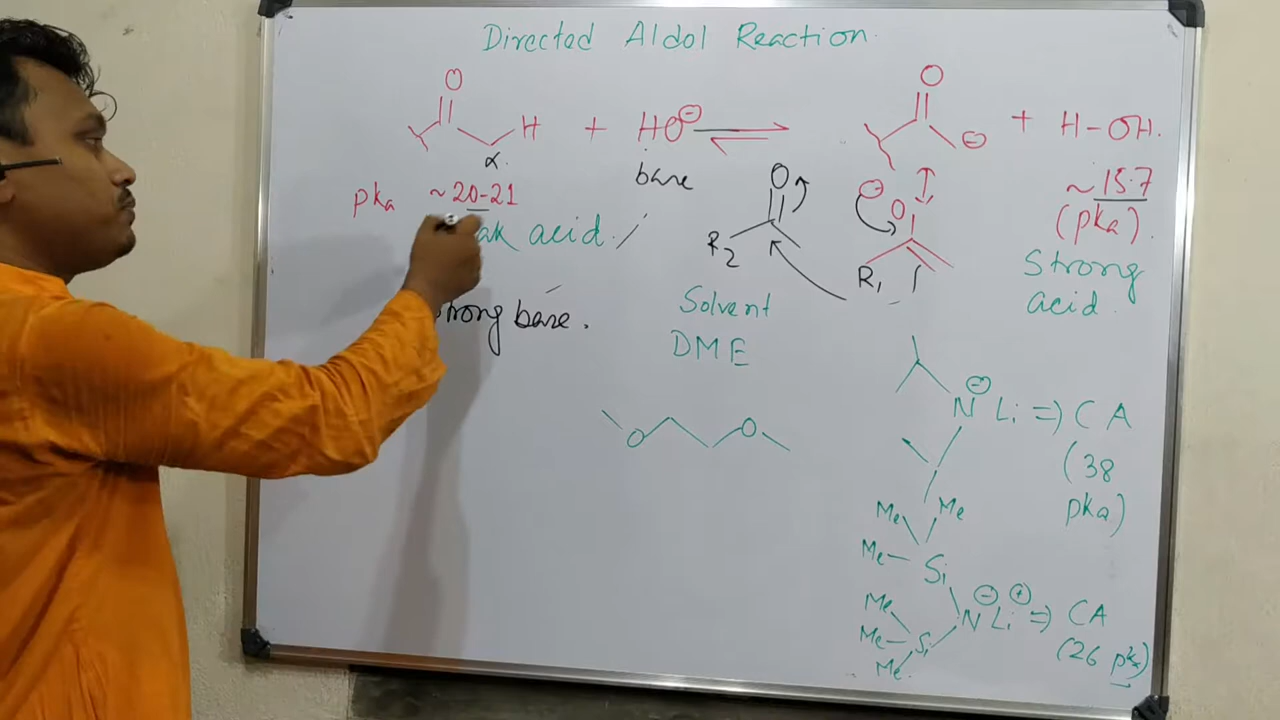 Directed Aldol Reaction.
O
H + HO⊖ ⇌ O ⊖ + H-OH.
α.
base
pka ~20-21
ak acid.
O
R2
⊖ O
R1
~15.7
(pka).
Strong
acid.
trong base.
Solvent
DME
O O
N⊖ Li => CA
(38
pka)
Me Me
Me
Si
N⊖ Li⊕ => CA
(26 pka)
Me
Me Si
Me